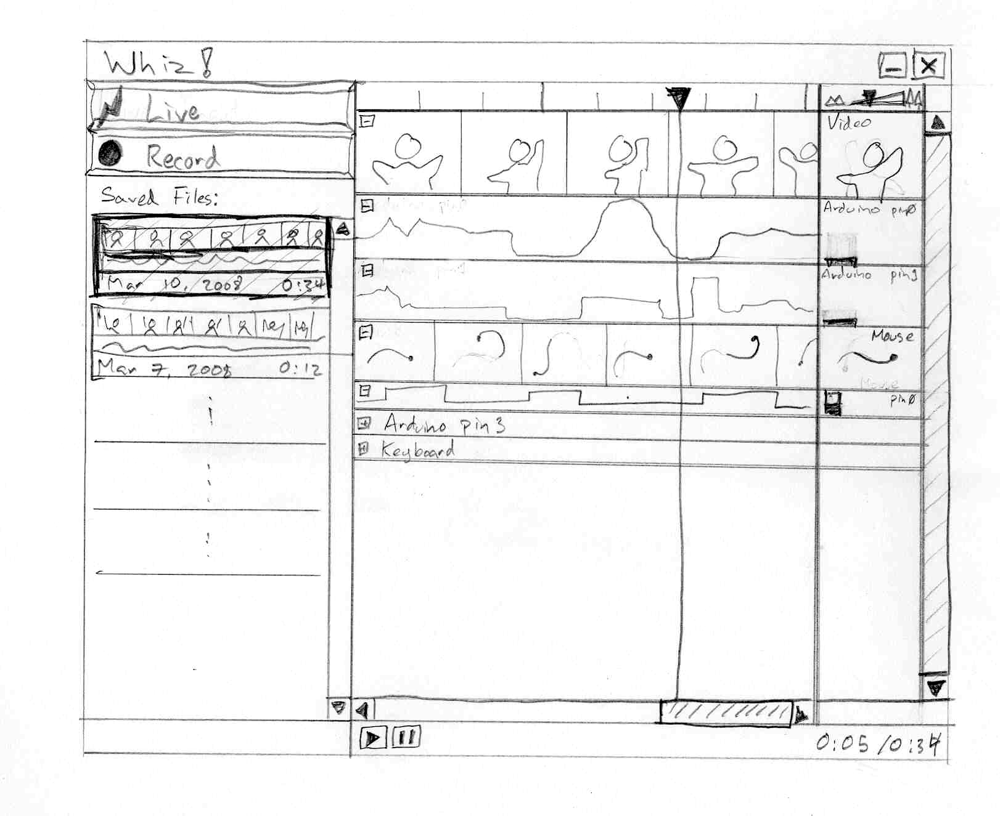 Whiz!
Live
Record
Saved Files:
Mar 10, 2008 0:34
Mar 7, 2008 0:12
Video
Arduino pin0
Arduino pin1
Mouse
Mouse
pin0
Arduino pin 3
Keyboard
0:05 / 0:34